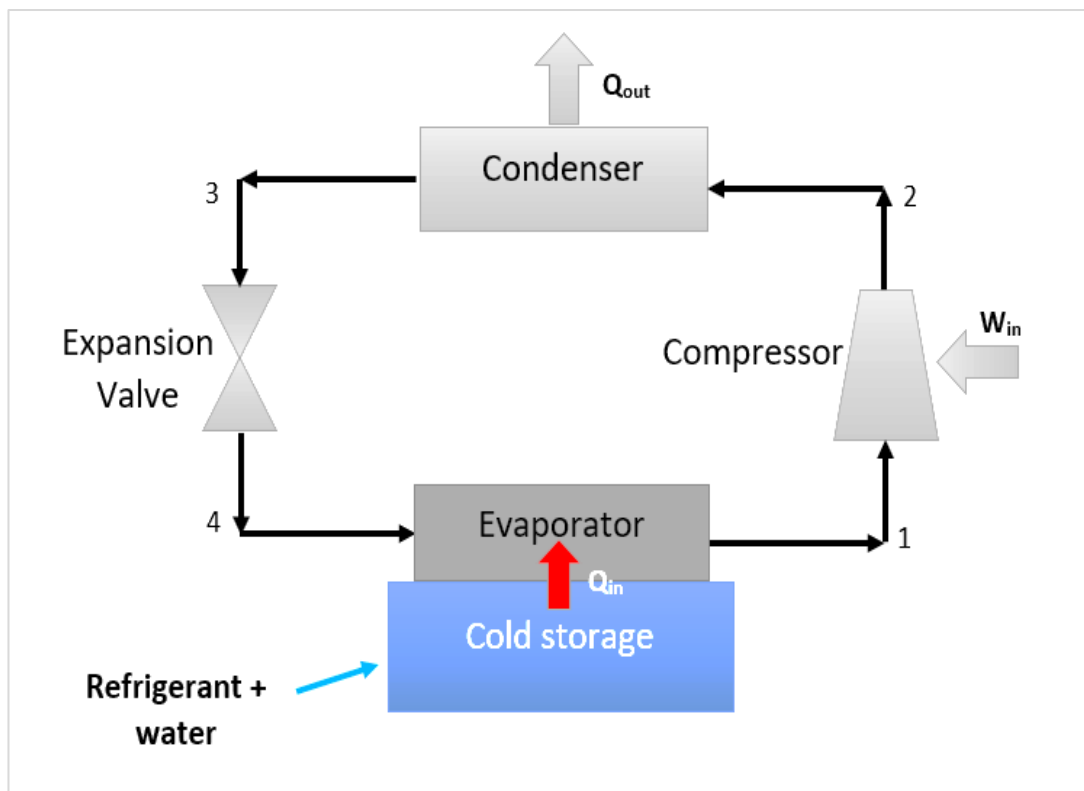 Qout
Condenser
3
2
Expansion
Valve
Compressor
Win
4
Evaporator
1
Qin
Cold storage
Refrigerant +
water